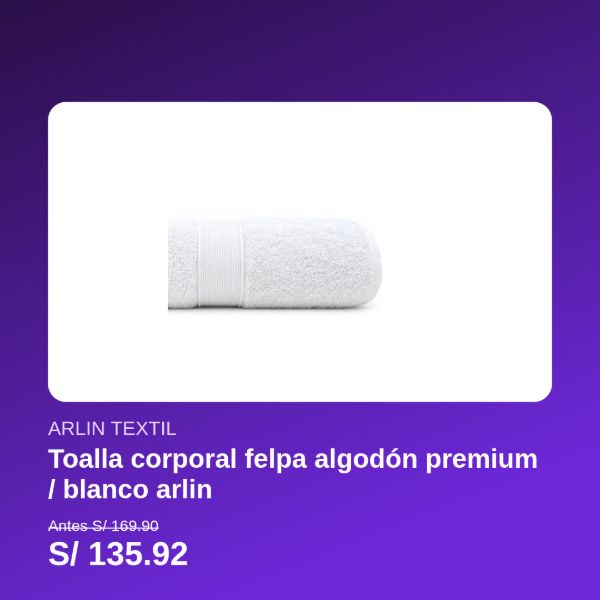 ARLIN TEXTIL
Toalla corporal felpa algodón premium
/ blanco arlin
Antes S/ 169.90
S/ 135.92